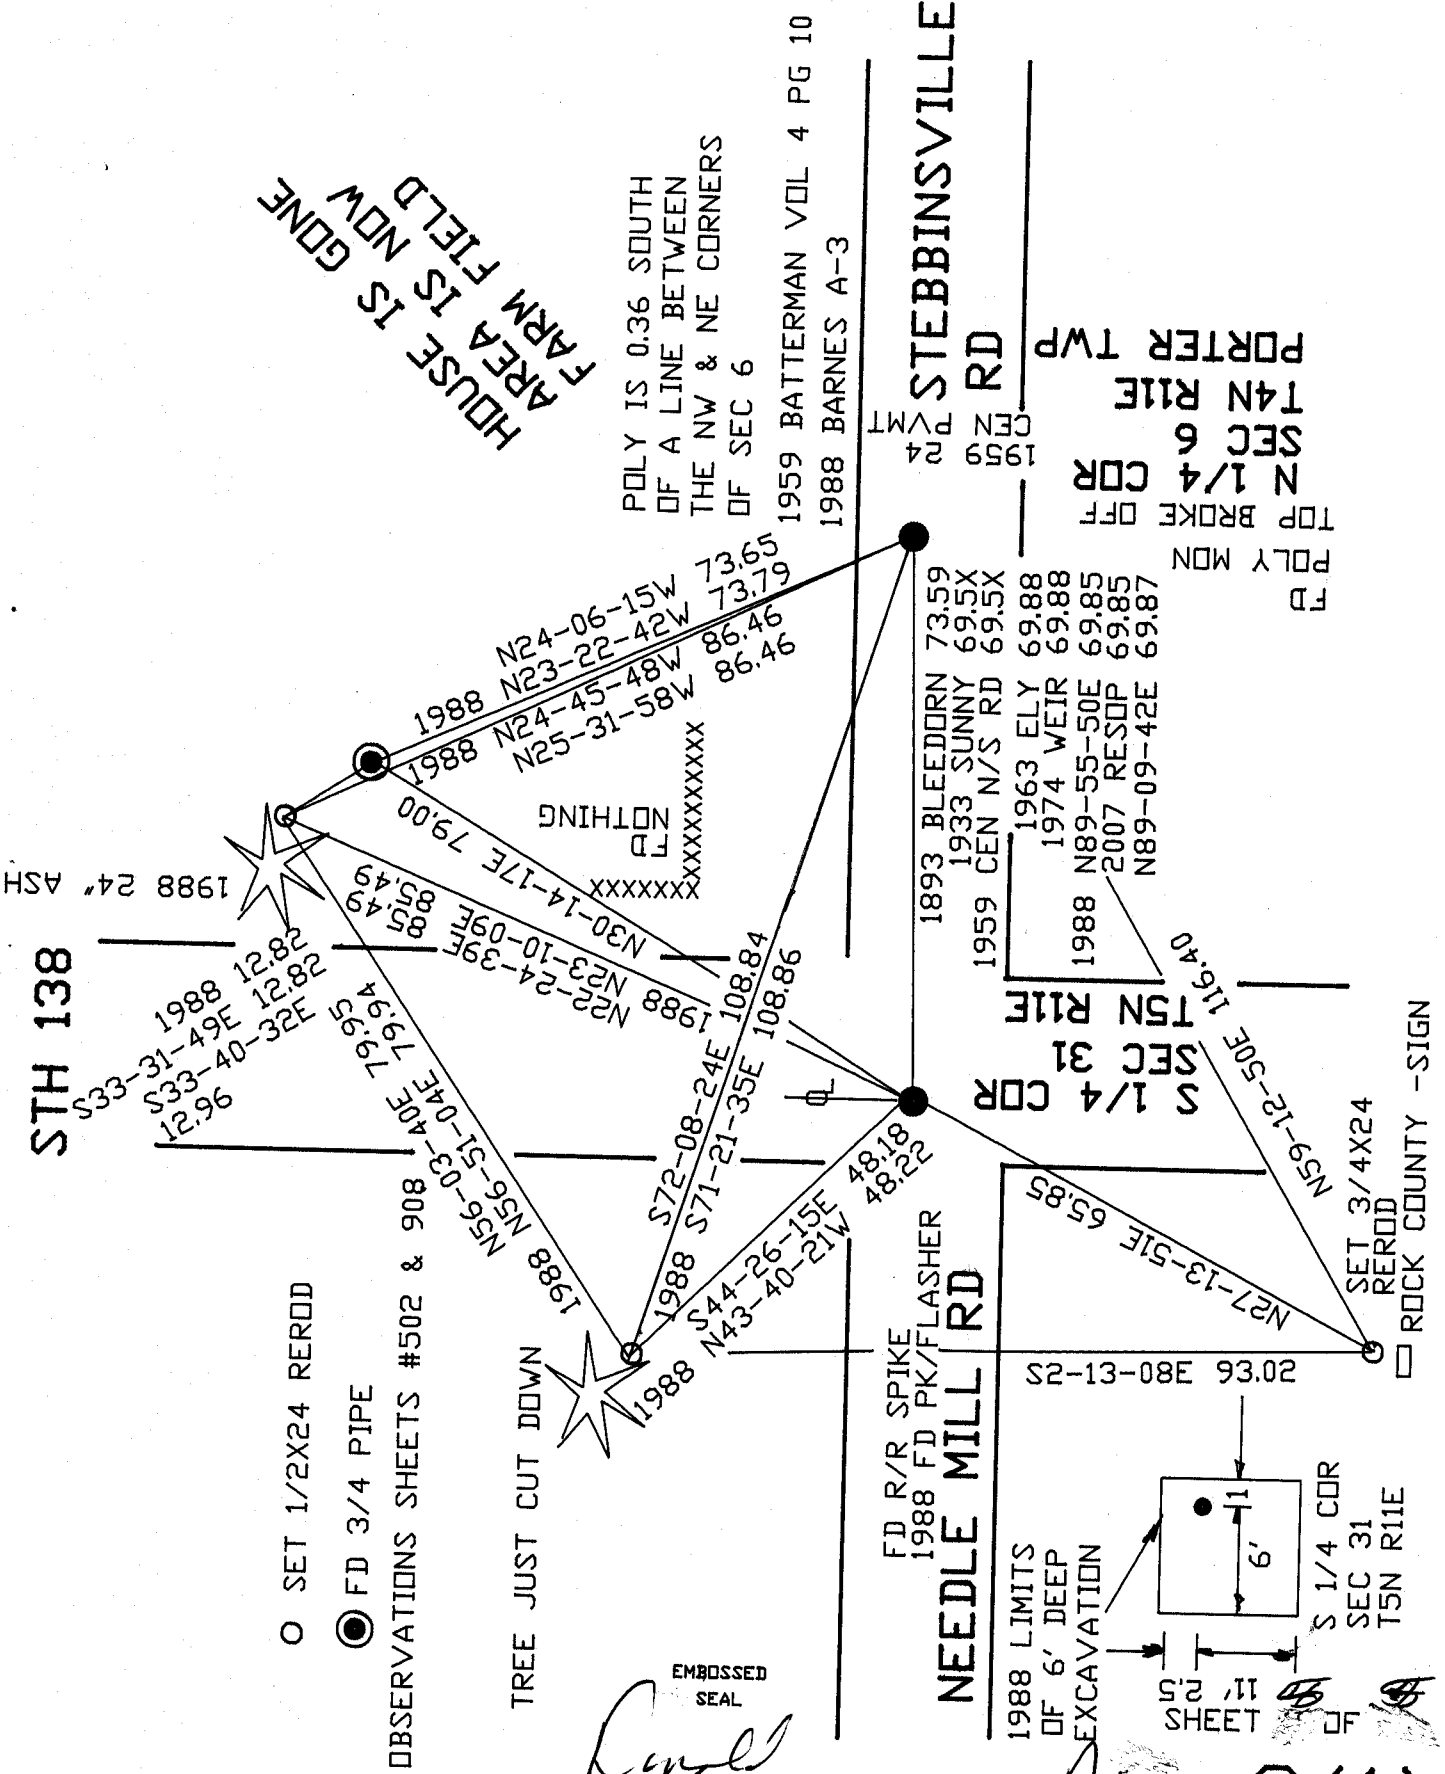 STH 138
1988 24" ASH
HOUSE IS GONE
AREA IS NOW
FARM FIELD
POLY IS 0.36 SOUTH
OF A LINE BETWEEN
THE NW & NE CORNERS
OF SEC 6
1959 BATTERMAN VOL 4 PG 10
1988 BARNES A-3
STEBBINSVILLE
RD
1959 24
CEN PVMT
N24-06-15W 73.65
1988 N23-22-42W 73.79
1988 N24-45-48W 86.46
N25-31-58W 86.46
FD
NOTHING
XXXXXXX
XXXXXXXXXXXXX
N30-14-17E 79.00
85.49
N22-24-39E
1988 N23-10-09E 85.49
1988 12.82
S33-31-49E 12.82
S33-40-32E
12.96
N56-03-40E 79.95
1988 N56-51-04E 79.94
S72-08-24E 108.84
1988 S71-21-35E 108.86
S44-26-15E 48.18
1988 N43-40-21W 48.22
1893 BLEEDORN 73.59
1933 SUNNY 69.5X
1959 CEN N/S RD 69.5X
1963 ELY 69.88
1974 WEIR 69.88
1988 N89-55-50E 69.85
2007 RESOP 69.85
N89-09-42E 69.87
FD
POLY MON
TOP BROKE OFF
N 1/4 COR
SEC 6
T4N R11E
PORTER TWP
S 1/4 COR
SEC 31
T5N R11E
N59-12-50E 116.40
N27-13-51E 65.85
S2-13-08E 93.02
SET 3/4X24
REROD
ROCK COUNTY -SIGN
FD R/R SPIKE
1988 FD PK/FLASHER
NEEDLE MILL RD
TREE JUST CUT DOWN
SET 1/2X24 REROD
FD 3/4 PIPE
OBSERVATIONS SHEETS #502 & 908
EMBOSSED
SEAL
1988 LIMITS
OF 6' DEEP
EXCAVATION
6'
1
11' 2.5
S 1/4 COR
SEC 31
T5N R11E
SHEET OF